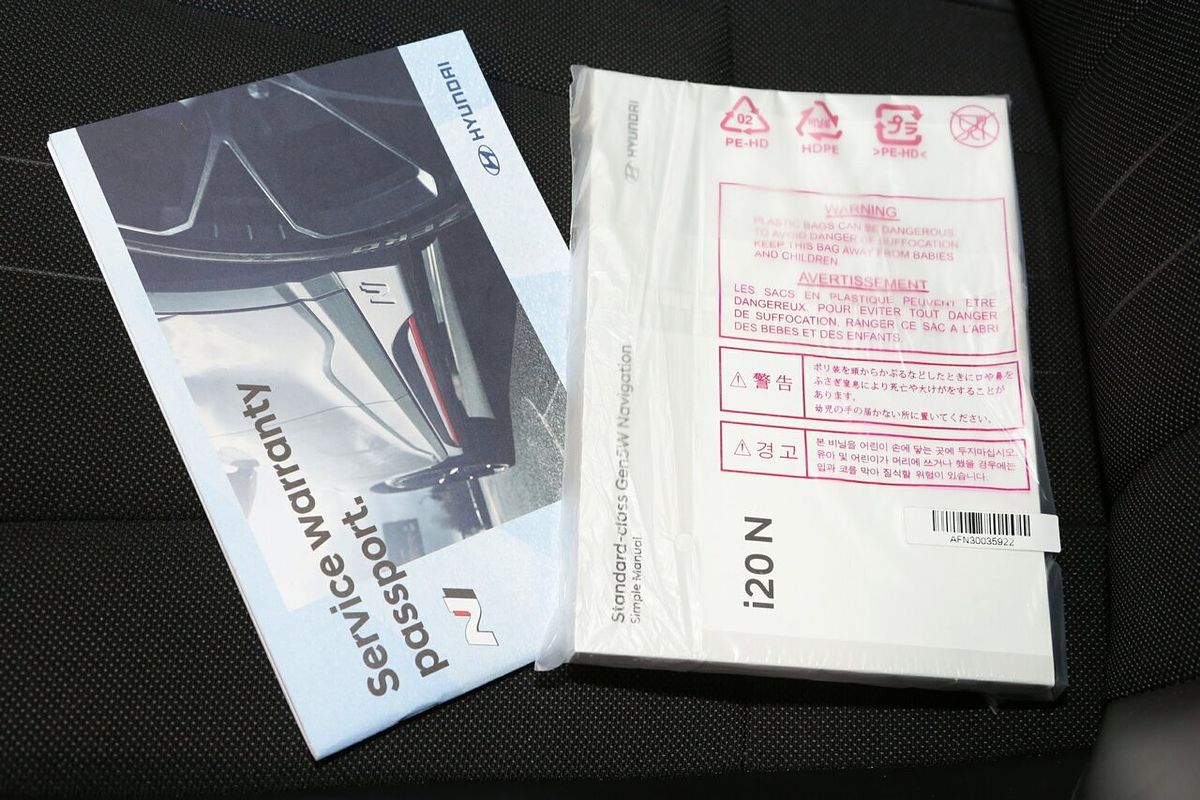 HYUNDAI
Service warranty
passport.
N
HYUNDAI
Standard-class Gen5W Navigation
Simple Manual
i20 N
02
PE-HD
HDPE
>PE-HD<
WARNING
PLASTIC BAGS CAN BE DANGEROUS.
TO AVOID DANGER OF SUFFOCATION
KEEP THIS BAG AWAY FROM BABIES
AND CHILDREN
AVERTISSEMENT
LES SACS EN PLASTIQUE PEUVENT ETRE
DANGEREUX. POUR EVITER TOUT DANGER
DE SUFFOCATION, RANGER CE SAC A L'ABRI
DES BEBES ET DES ENFANTS.
警告
ポリ袋を頭からかぶるなどしたときに口や鼻を
ふさぎ窒息により死亡や大けがをすることが
あります。
幼児の手の届かない所に置いてください。
경고
본 비닐을 어린이 손에 닿는 곳에 두지마십시오.
유아 및 어린이가 머리에 쓰거나 했을 경우에는
입과 코를 막아 질식할 위험이 있습니다.
AFN30035922